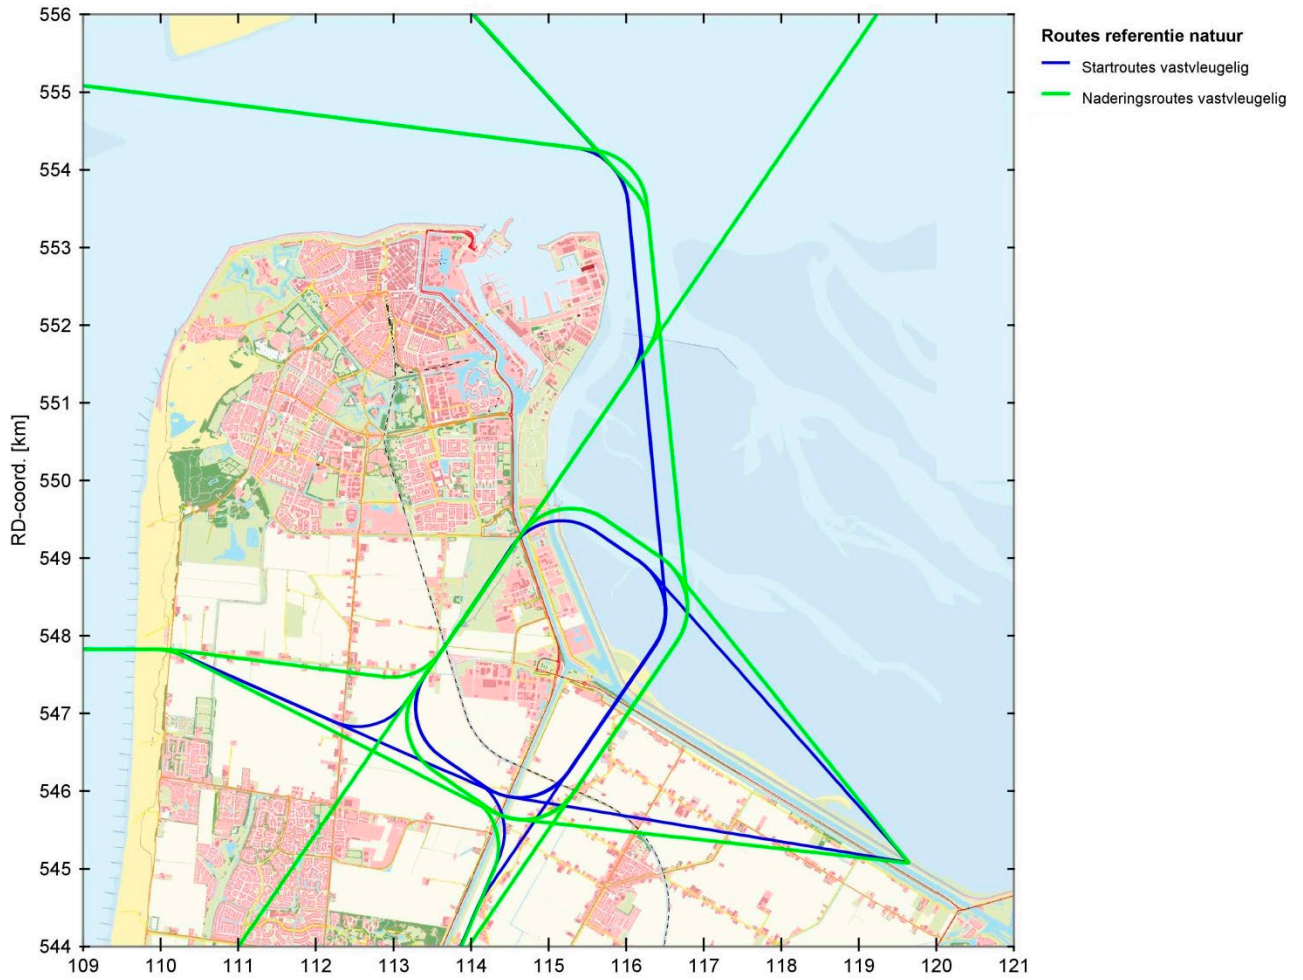 556
555
554
553
552
551
550
549
548
547
546
545
544
RD-coord. [km]
109 110 111 112 113 114 115 116 117 118 119 120 121
Routes referentie natuur
Startroutes vastvleugelig
Naderingsroutes vastvleugelig